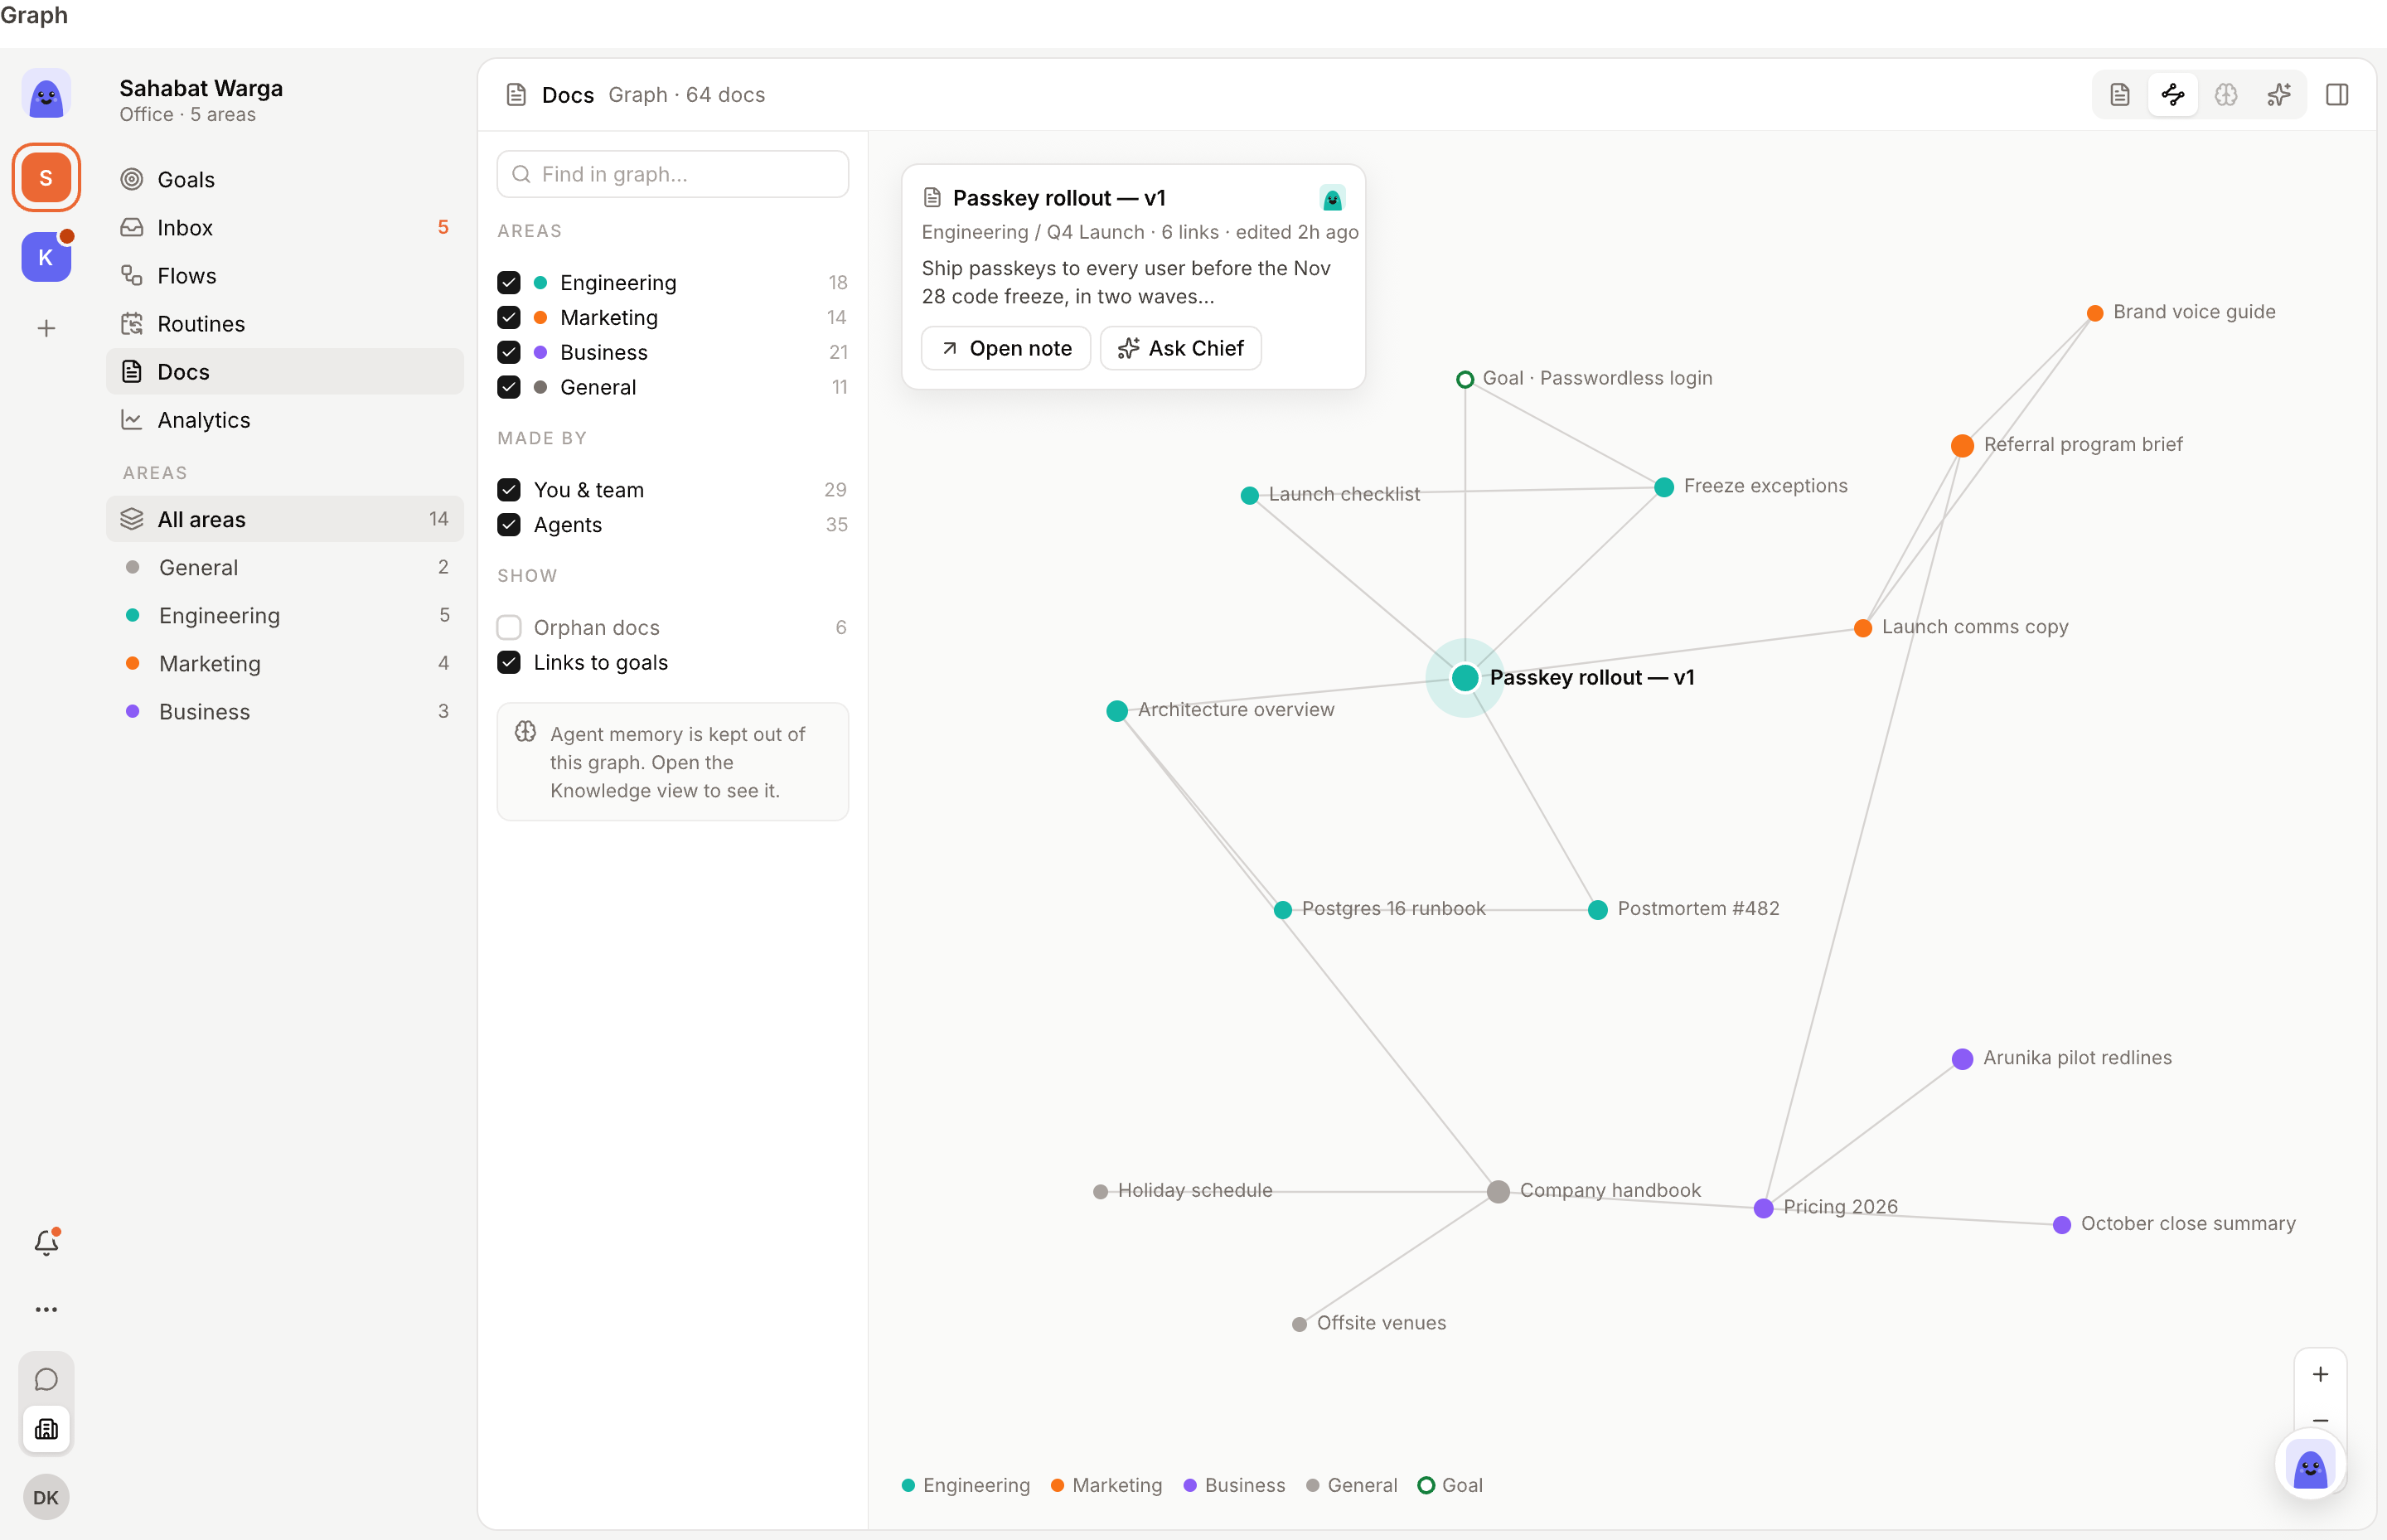 Graph
S
K
DK
Sahabat Warga
Office · 5 areas
Goals
Inbox 5
Flows
Routines
Docs
Analytics
AREAS
All areas 14
General 2
Engineering 5
Marketing 4
Business 3
Docs Graph · 64 docs
Find in graph...
AREAS
Engineering 18
Marketing 14
Business 21
General 11
MADE BY
You & team 29
Agents 35
SHOW
Orphan docs 6
Links to goals
Agent memory is kept out of
this graph. Open the
Knowledge view to see it.
Passkey rollout — v1
Engineering / Q4 Launch · 6 links · edited 2h ago
Ship passkeys to every user before the Nov
28 code freeze, in two waves...
Open note
Ask Chief
Brand voice guide
Goal · Passwordless login
Referral program brief
Launch checklist
Freeze exceptions
Launch comms copy
Passkey rollout — v1
Architecture overview
Postgres 16 runbook
Postmortem #482
Arunika pilot redlines
Holiday schedule
Company handbook
Pricing 2026
October close summary
Offsite venues
Engineering Marketing Business General Goal